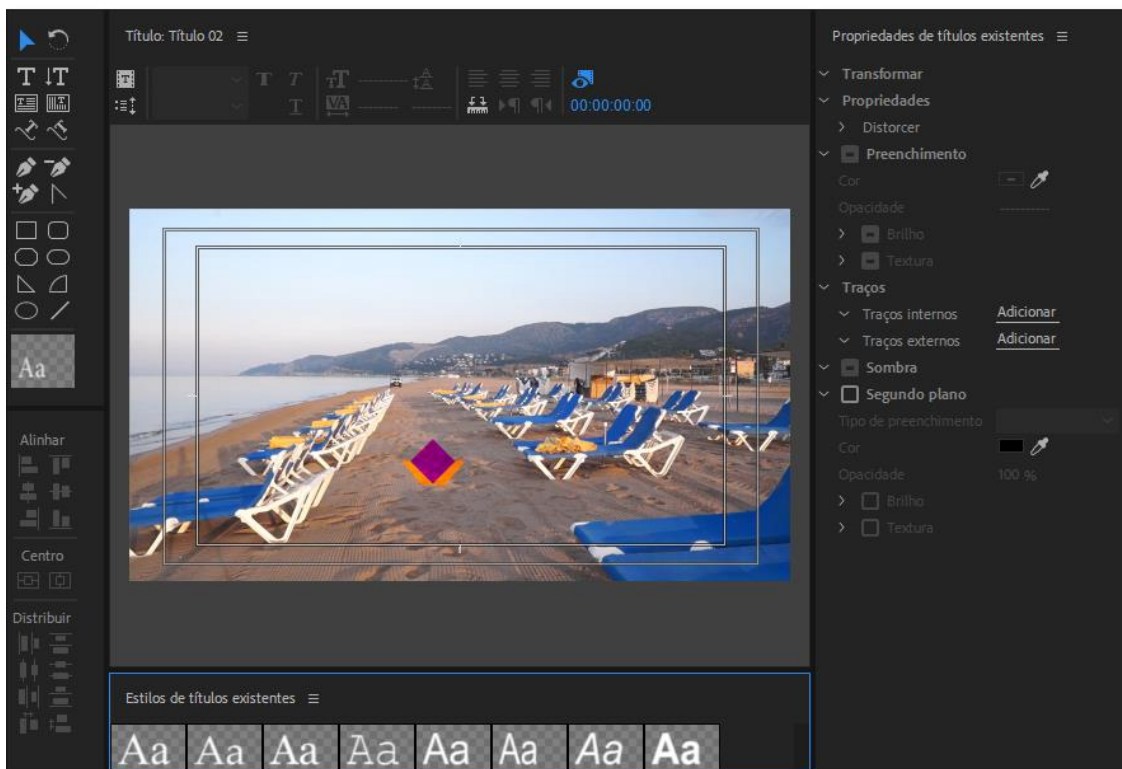 Título: Título 02
00:00:00:00
Aa
Alinhar
Centro
Distribuir
Estilos de títulos existentes
Aa Aa Aa Aa Aa Aa Aa Aa
Propriedades de títulos existentes
Transformar
Propriedades
Distorcer
Preenchimento
Cor
Opacidade
Brilho
Textura
Traços
Traços internos Adicionar
Traços externos Adicionar
Sombra
Segundo plano
Tipo de preenchimento
Cor
Opacidade 100 %
Brilho
Textura